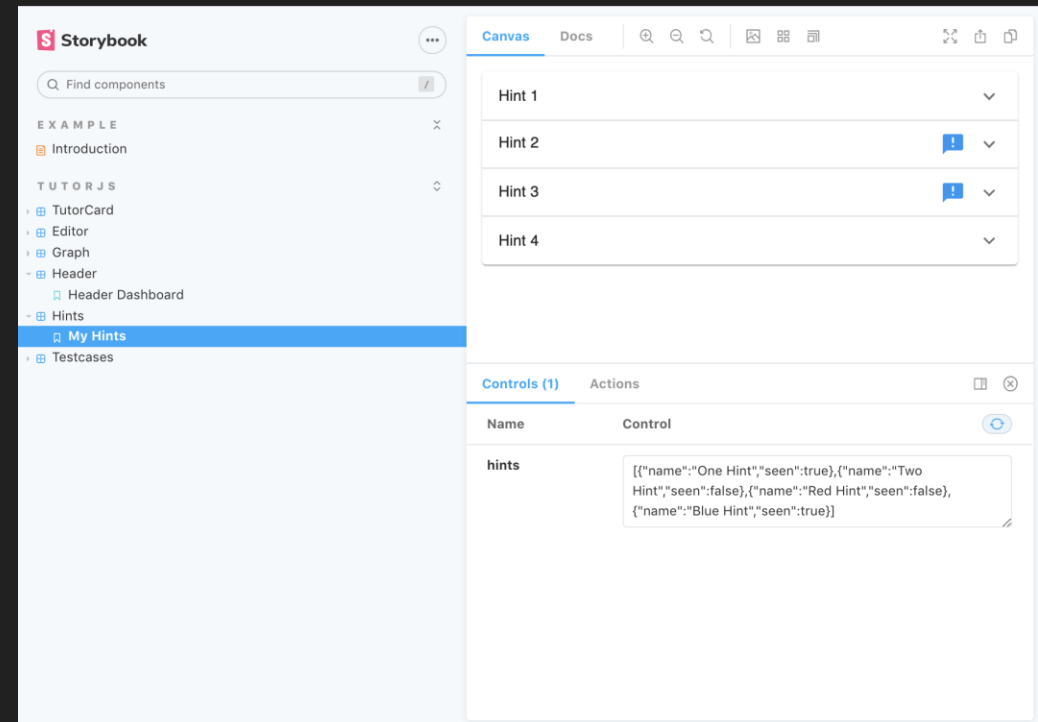 Storybook
Find components
/
EXAMPLE
Introduction
TUTORJS
TutorCard
Editor
Graph
Header
Header Dashboard
Hints
My Hints
Testcases
Canvas Docs
Hint 1
Hint 2
Hint 3
Hint 4
Controls (1) Actions
Name Control
hints
[{"name":"One Hint","seen":true},{"name":"Two
Hint","seen":false},{"name":"Red Hint","seen":false},
{"name":"Blue Hint","seen":true}]